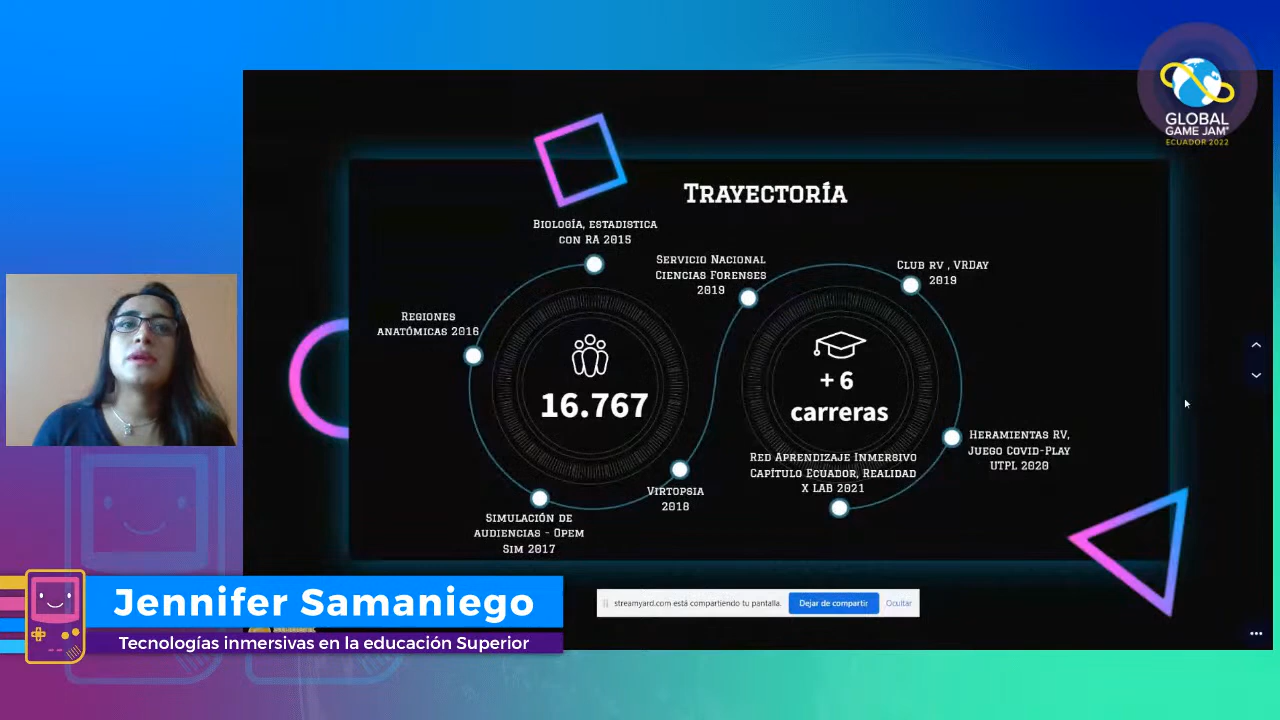 GLOBAL
GAME JAM
ECUADOR 2022
Trayectoría
Biología, estadistica
con RA 2015
Servicio Nacional
Ciencias Forenses
2019
Club RV , VRDay
2019
Regiones
anatómicas 2016
16.767
+ 6
carreras
Heramientas RV,
Juego Covid-Play
UTPL 2020
Red Aprendizaje Inmersivo
Capítulo Ecuador, Realidad
X LAB 2021
Virtopsia
2018
Simulación de
audiencias - Opem
Sim 2017
streamyard.com está compartiendo tu pantalla.
Dejar de compartir
Ocultar
Jennifer Samaniego
Tecnologías inmersivas en la educación Superior